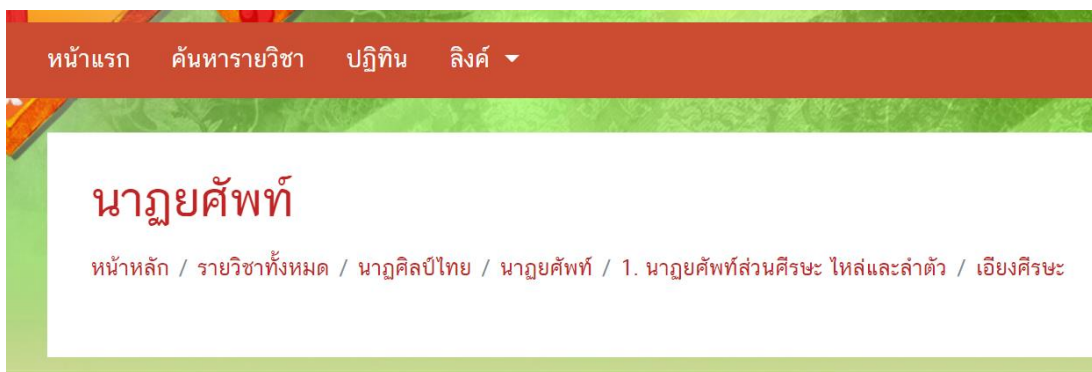 หน้าแรก ค้นหารายวิชา ปฏิทิน ลิงค์
นาฏยศัพท์
หน้าหลัก / รายวิชาทั้งหมด / นาฏศิลป์ไทย / นาฏยศัพท์ / 1. นาฏยศัพท์ส่วนศีรษะ ไหล่และลำตัว / เอียงศีรษะ